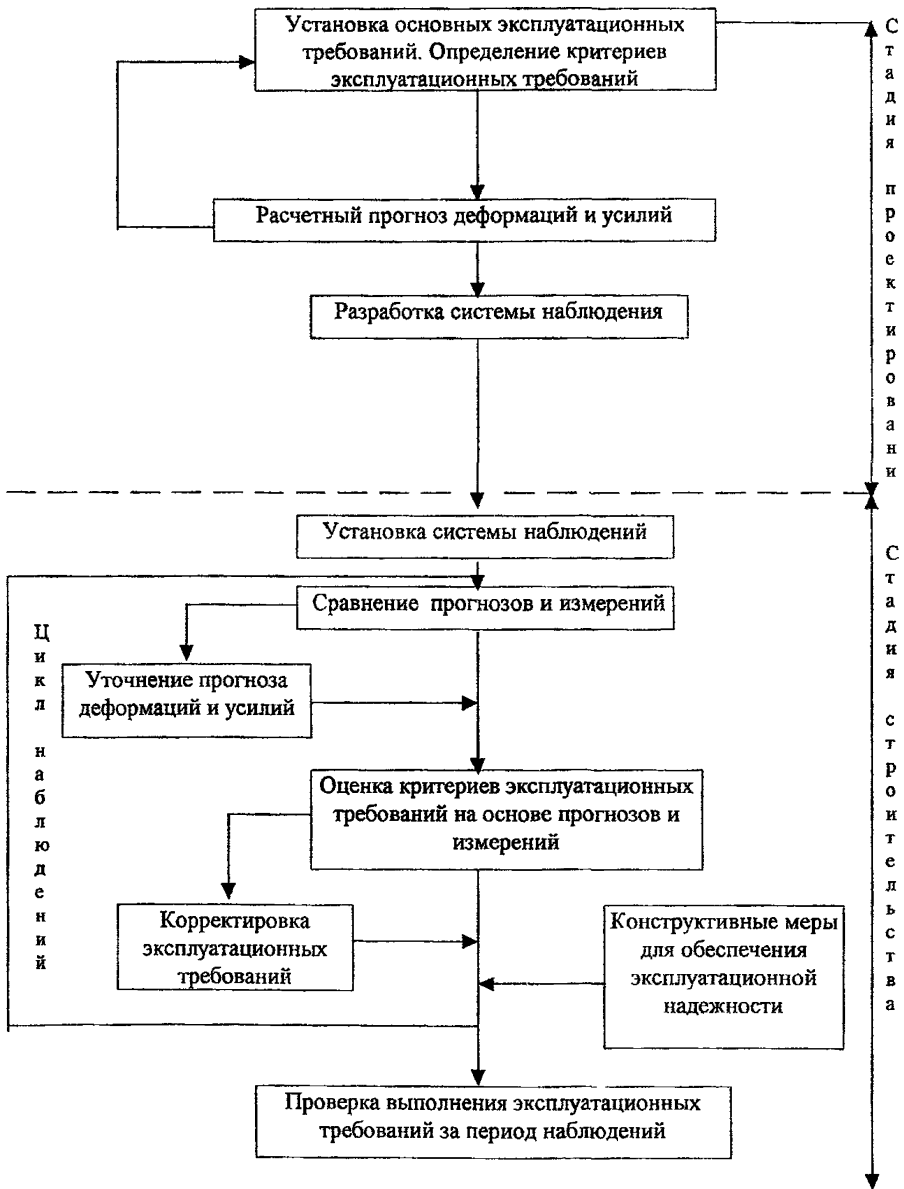 Установка основных эксплуатационных
требований. Определение критериев
эксплуатационных требований
Расчетный прогноз деформаций и усилий
Разработка системы наблюдения
Стадия проектировани
Установка системы наблюдений
Сравнение прогнозов и измерений
Уточнение прогноза
деформаций и усилий
Оценка критериев эксплуатационных
требований на основе прогнозов и
измерений
Корректировка
эксплуатационных
требований
Конструктивные меры
для обеспечения
эксплуатационной
надежности
Проверка выполнения эксплуатационных
требований за период наблюдений
Цикл наблюдений
Стадия строительства